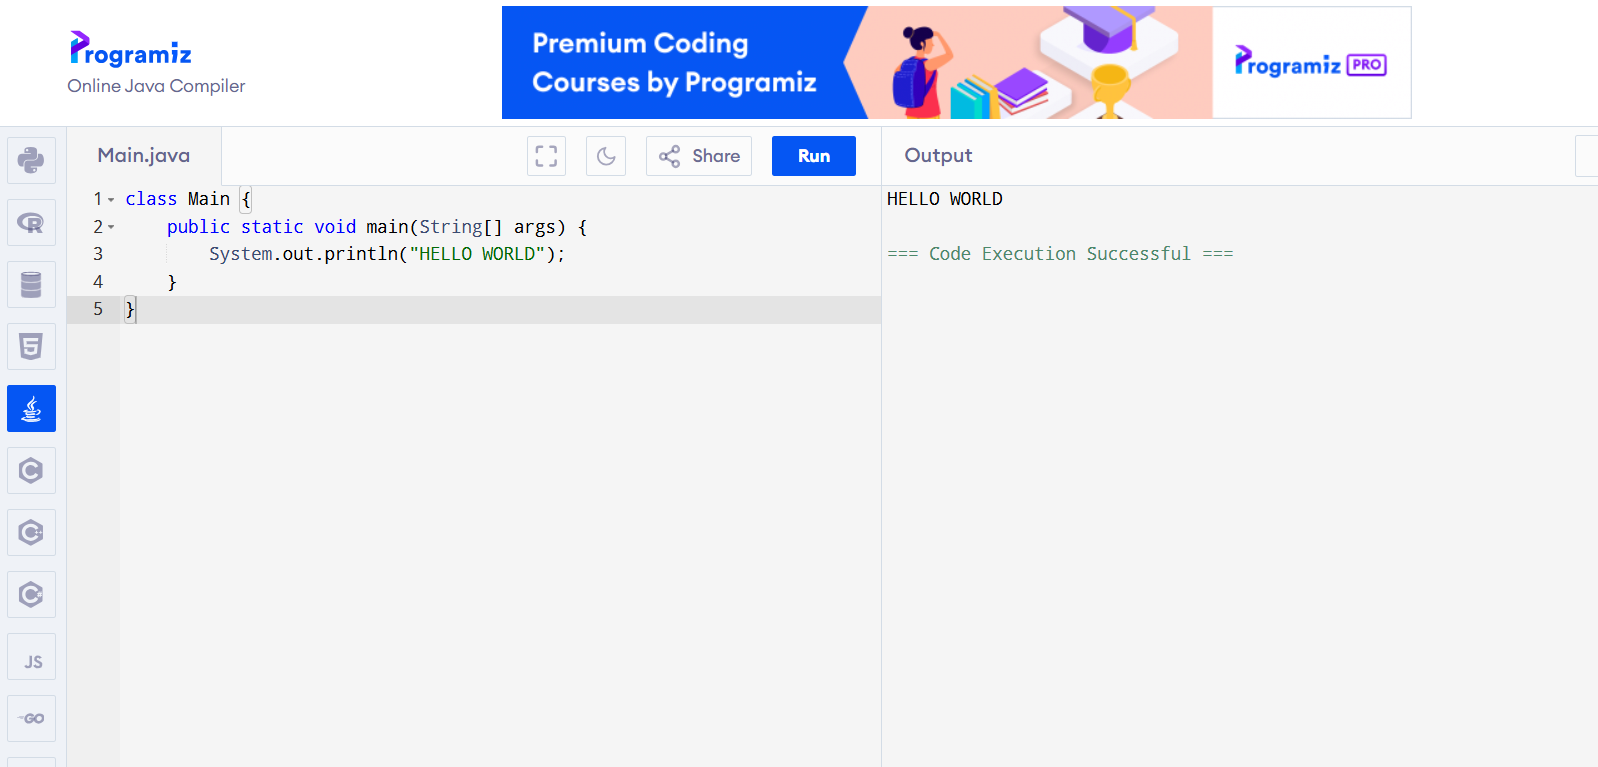 Programiz
Online Java Compiler
Premium Coding
Courses by Programiz
Programiz PRO
Main.java
Share
Run
Output
1 class Main {
2     public static void main(String[] args) {
3         System.out.println("HELLO WORLD");
4     }
5 }
HELLO WORLD
=== Code Execution Successful ===
JS
GO